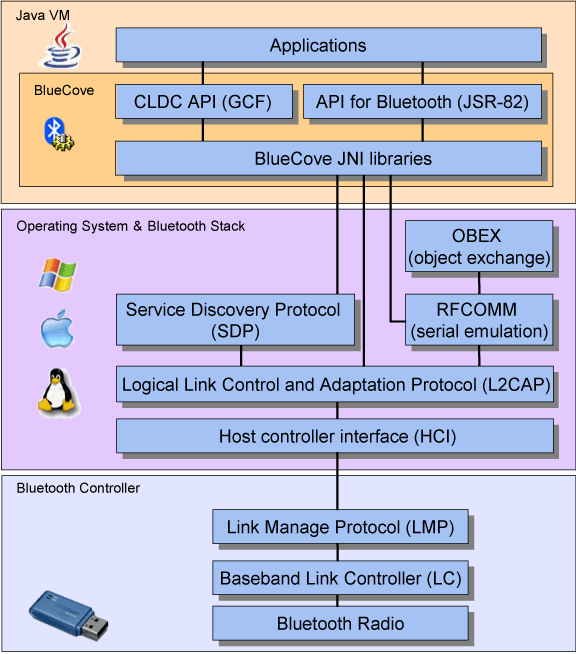 Java VM
Applications
BlueCove
CLDC API (GCF)
API for Bluetooth (JSR-82)
BlueCove JNI libraries
Operating System & Bluetooth Stack
OBEX
(object exchange)
Service Discovery Protocol
(SDP)
RFCOMM
(serial emulation)
Logical Link Control and Adaptation Protocol (L2CAP)
Host controller interface (HCI)
Bluetooth Controller
Link Manage Protocol (LMP)
Baseband Link Controller (LC)
Bluetooth Radio